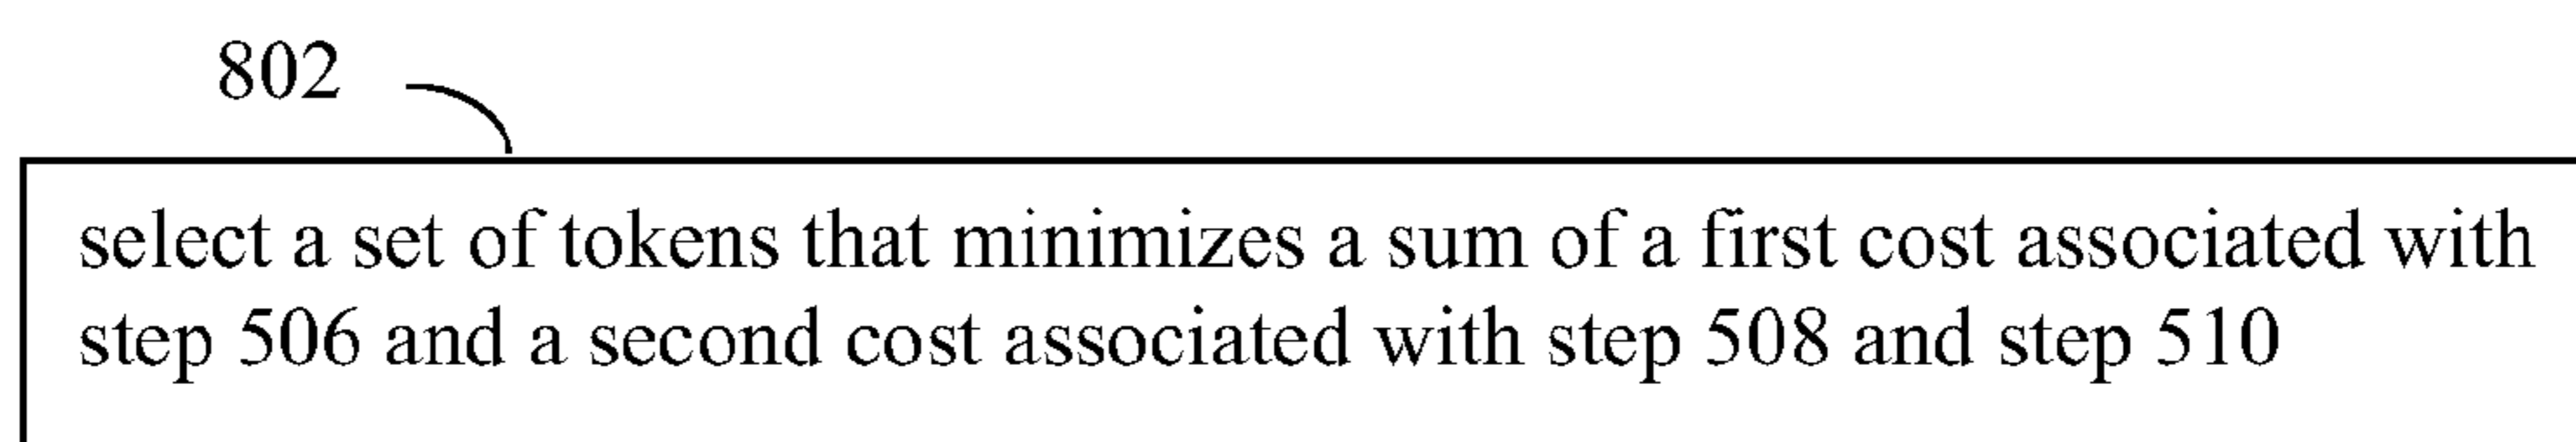 802
select a set of tokens that minimizes a sum of a first cost associated with
step 506 and a second cost associated with step 508 and step 510